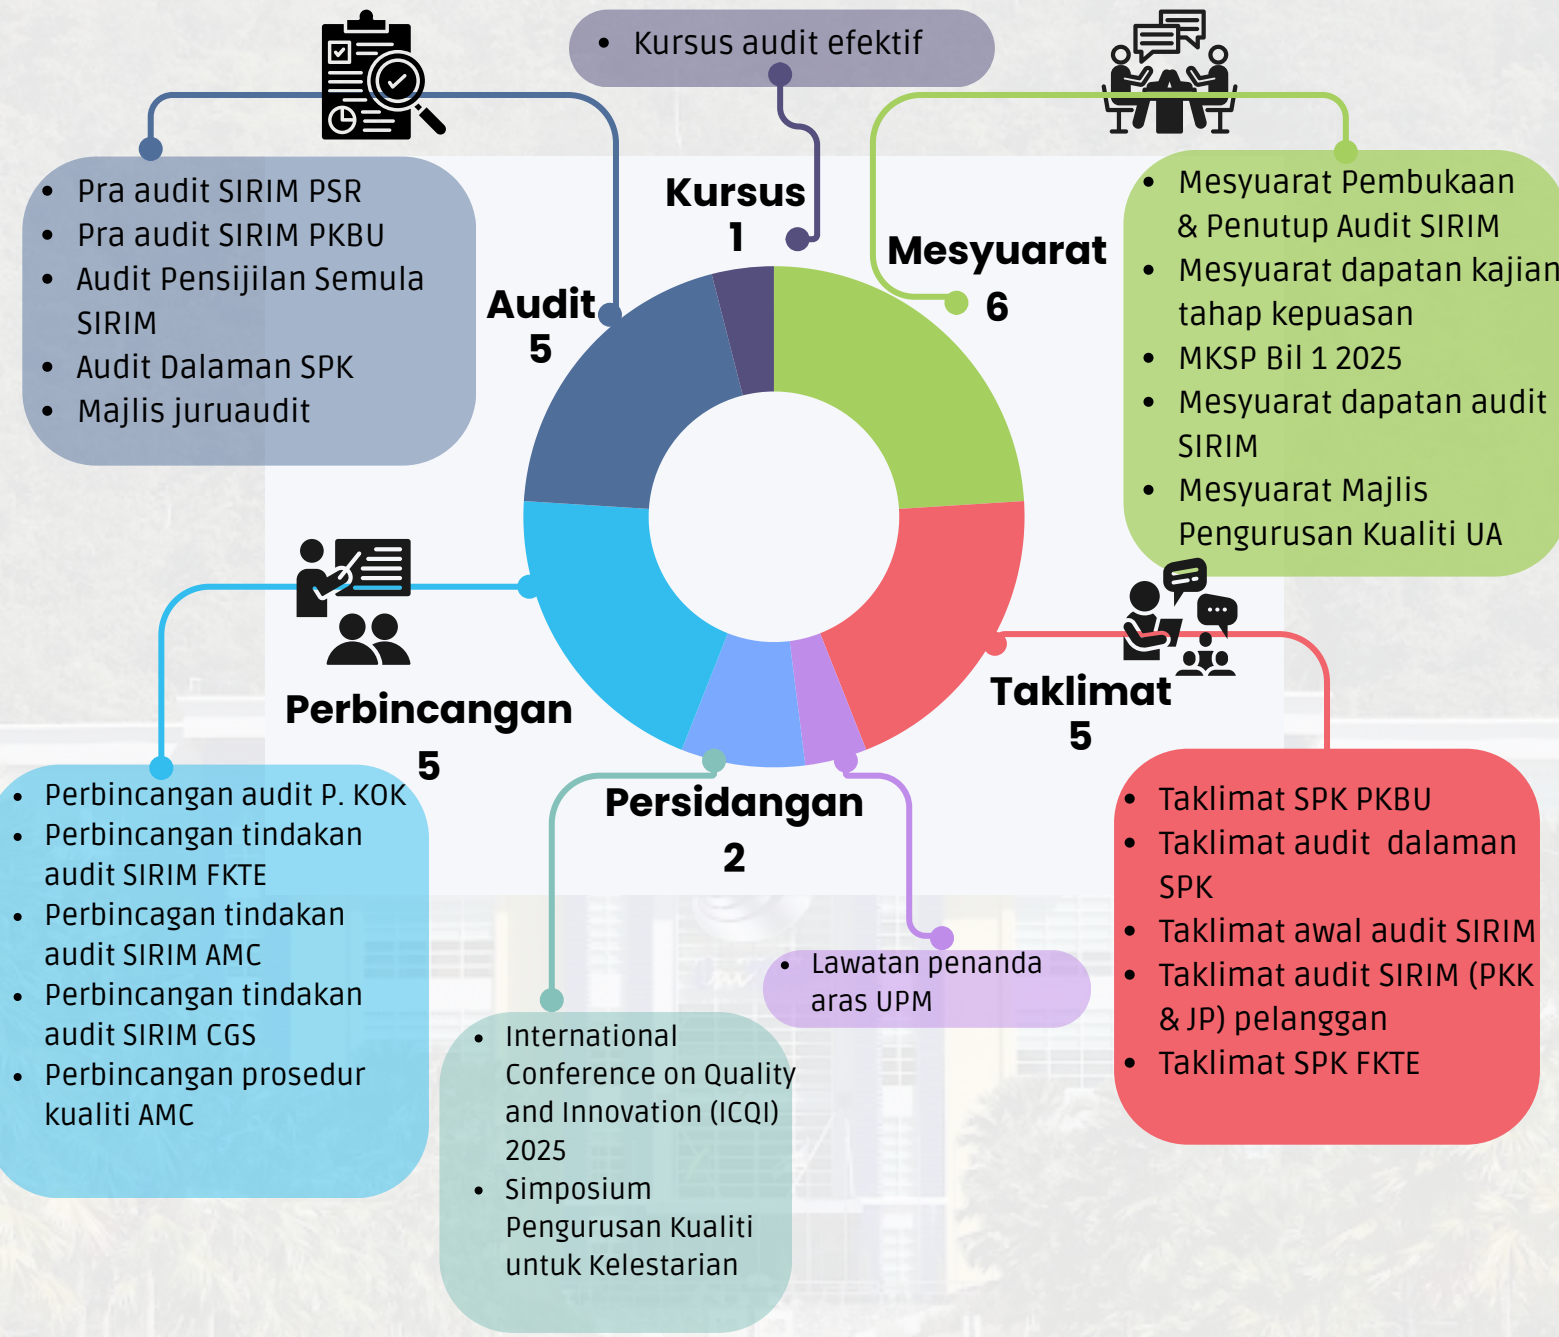 • Kursus audit efektif
• Pra audit SIRIM PSR
• Pra audit SIRIM PKBU
• Audit Pensijilan Semula
SIRIM
• Audit Dalaman SPK
• Majlis juruaudit
Kursus
1
Mesyuarat
6
Audit
5
• Mesyuarat Pembukaan
& Penutup Audit SIRIM
• Mesyuarat dapatan kajian
tahap kepuasan
• MKSP Bil 1 2025
• Mesyuarat dapatan audit
SIRIM
• Mesyuarat Majlis
Pengurusan Kualiti UA
Perbincangan
5
Taklimat
5
Persidangan
2
• Perbincangan audit P. KOK
• Perbincangan tindakan
audit SIRIM FKTE
• Perbincagan tindakan
audit SIRIM AMC
• Perbincangan tindakan
audit SIRIM CGS
• Perbincangan prosedur
kualiti AMC
• International
Conference on Quality
and Innovation (ICQI)
2025
• Simposium
Pengurusan Kualiti
untuk Kelestarian
• Lawatan penanda
aras UPM
• Taklimat SPK PKBU
• Taklimat audit  dalaman
SPK
• Taklimat awal audit SIRIM
• Taklimat audit SIRIM (PKK
& JP) pelanggan
• Taklimat SPK FKTE